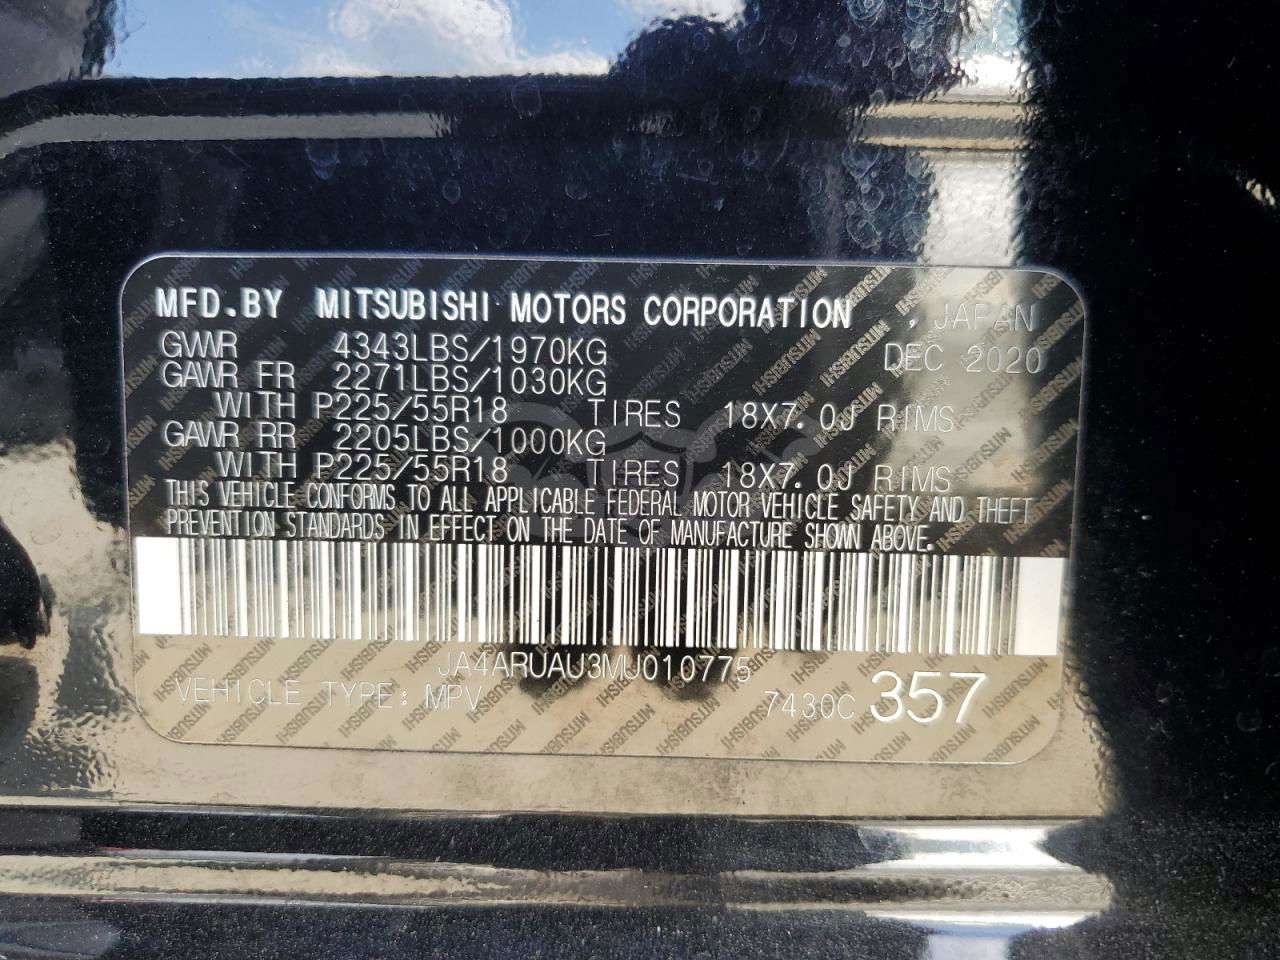 MFD.BY MITSUBISHI MOTORS CORPORATION , JAPAN
GVWR 4343LBS/1970KG DEC 2020
GAWR FR 2271LBS/1030KG
WITH P225/55R18 TIRES 18X7.0J RIMS
GAWR RR 2205LBS/1000KG
WITH P225/55R18 TIRES 18X7.0J RIMS
THIS VEHICLE CONFORMS TO ALL APPLICABLE FEDERAL MOTOR VEHICLE SAFETY AND THEFT
PREVENTION STANDARDS IN EFFECT ON THE DATE OF MANUFACTURE SHOWN ABOVE.
JA4ARUAU3MU010775
VEHICLE TYPE: MPV 7430C 357